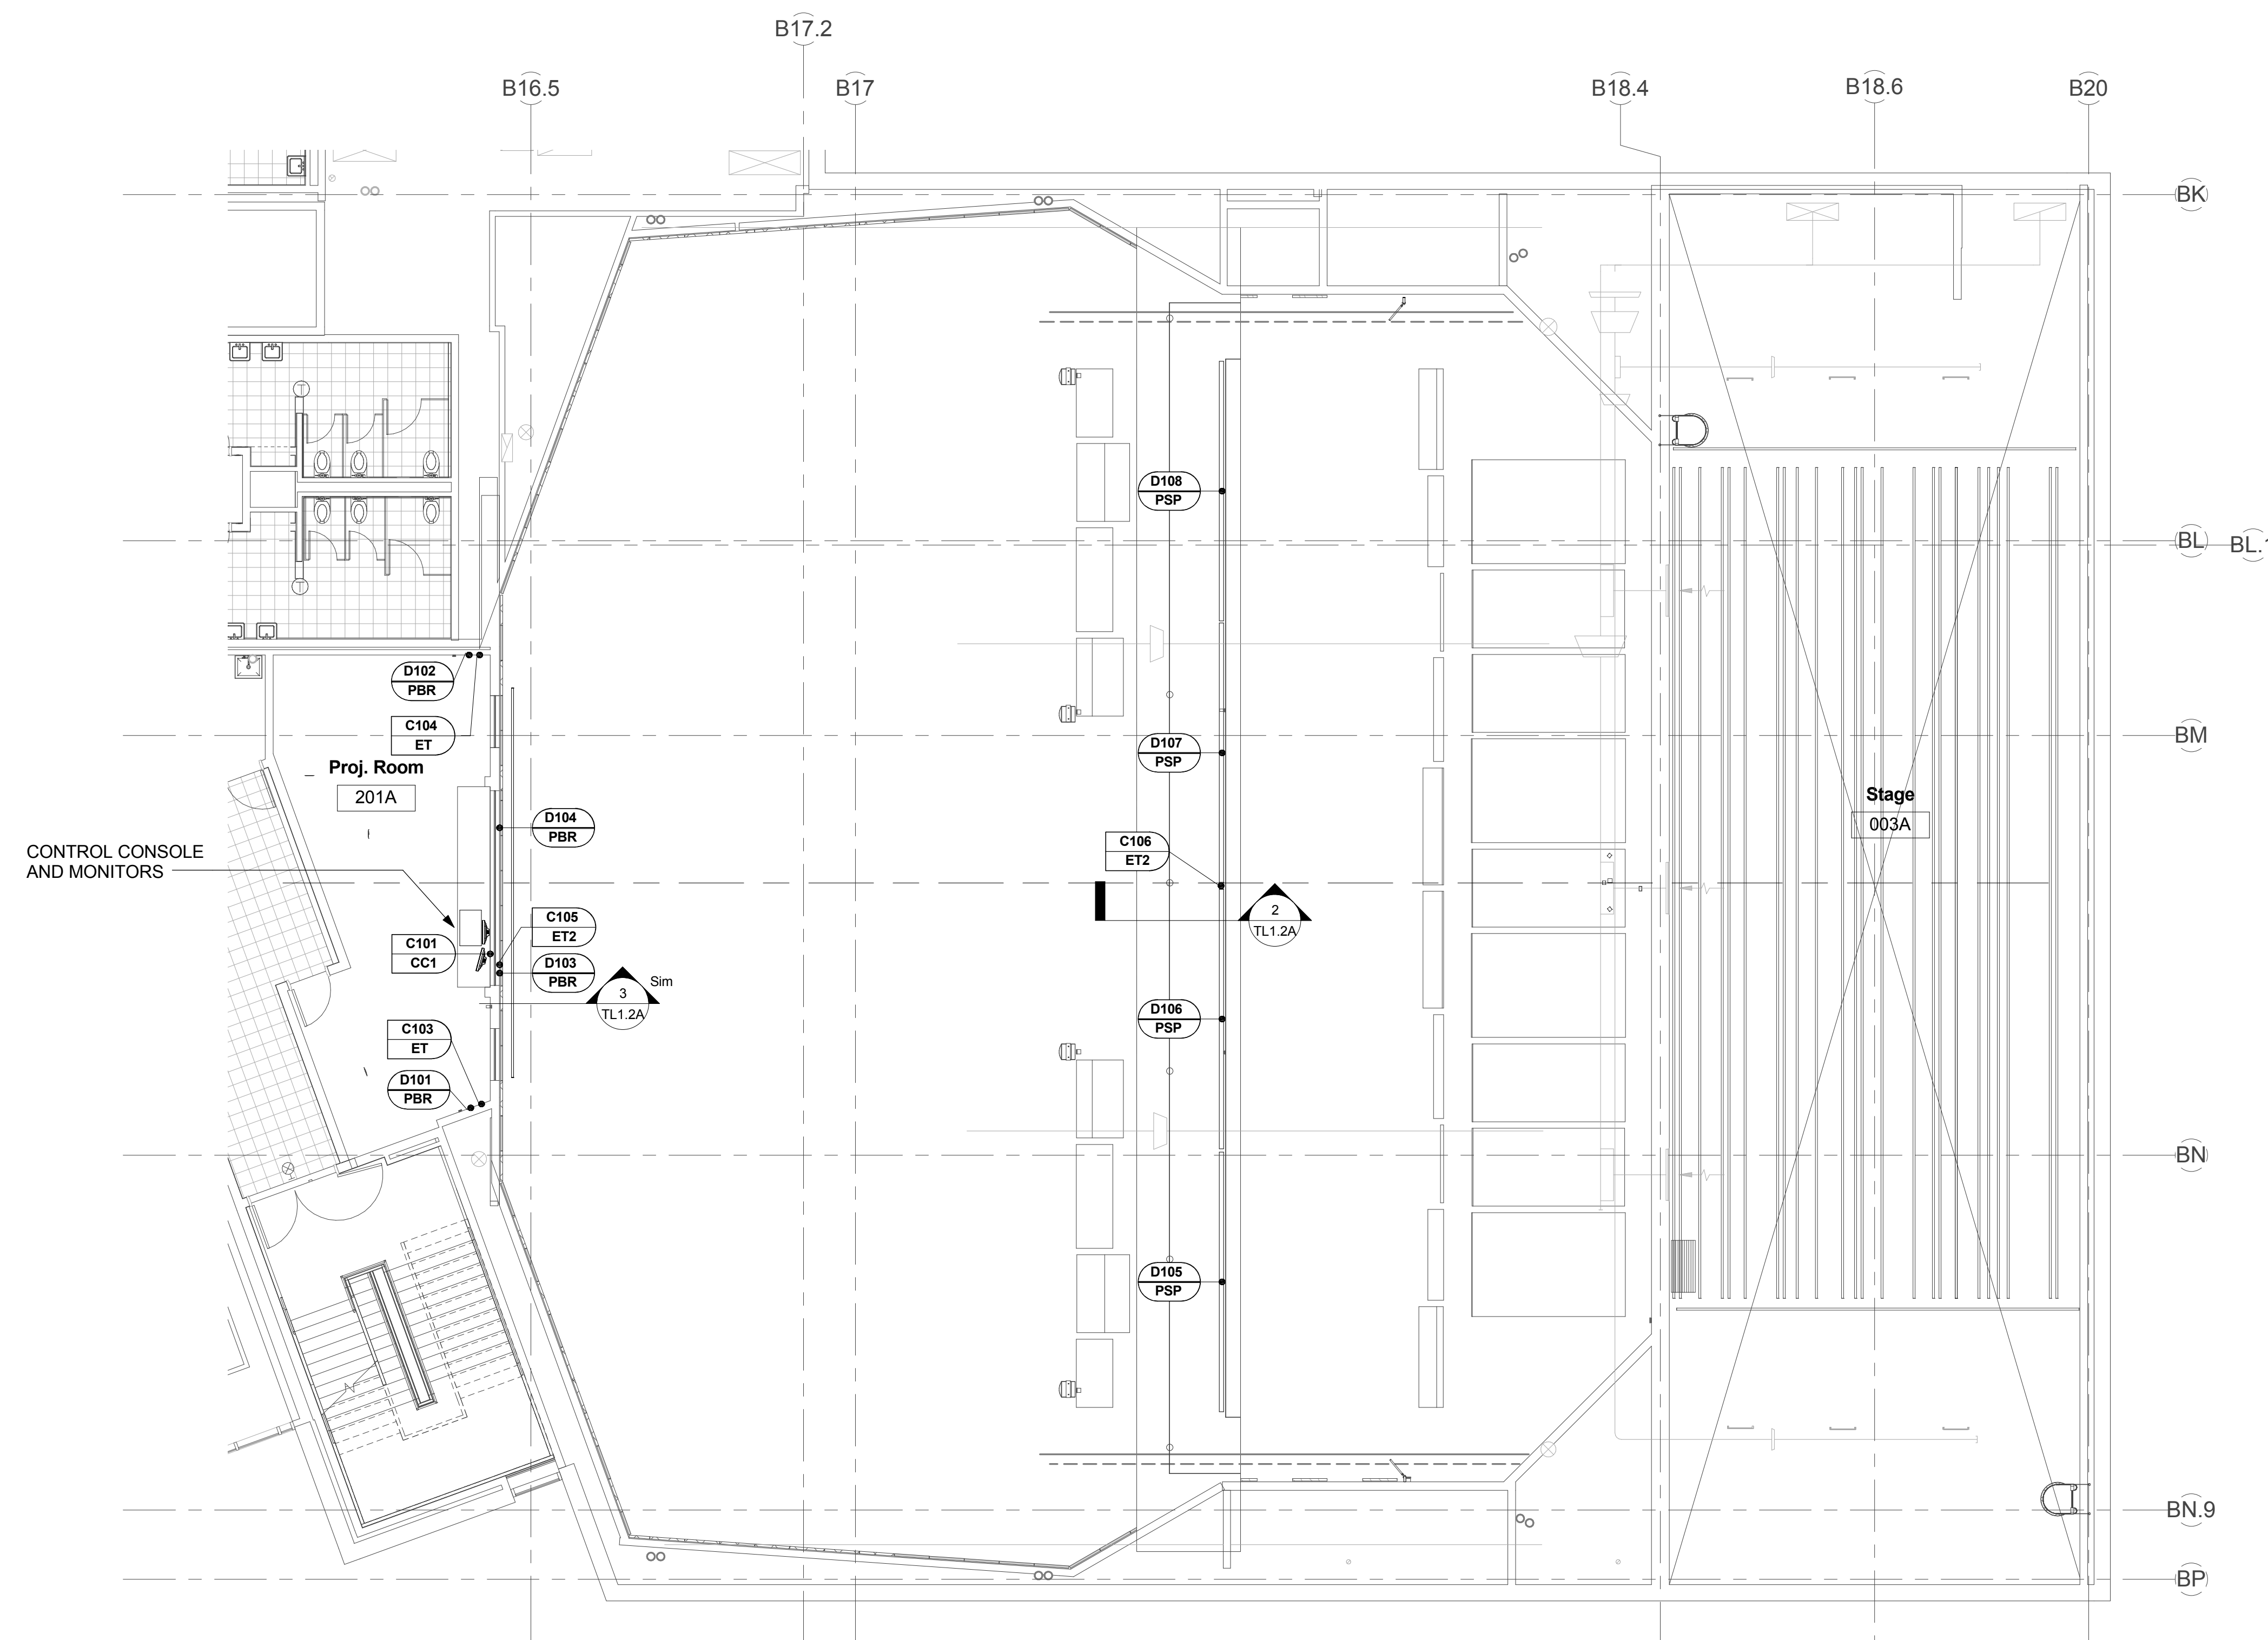 B17.2
B16.5
B17
B18.4
B18.6
B20
BK
D108
PSP
BL
BL.1
D102
PBR
C104
ET
BM
D107
PSP
Proj. Room
201A
Stage
003A
D104
PBR
C106
ET2
CONTROL CONSOLE
AND MONITORS
2
TL1.2A
C105
ET2
C101
CC1
D103
PBR
Sim
3
TL1.2A
D106
PSP
C103
ET
D101
PBR
BN
D105
PSP
BN.9
BP